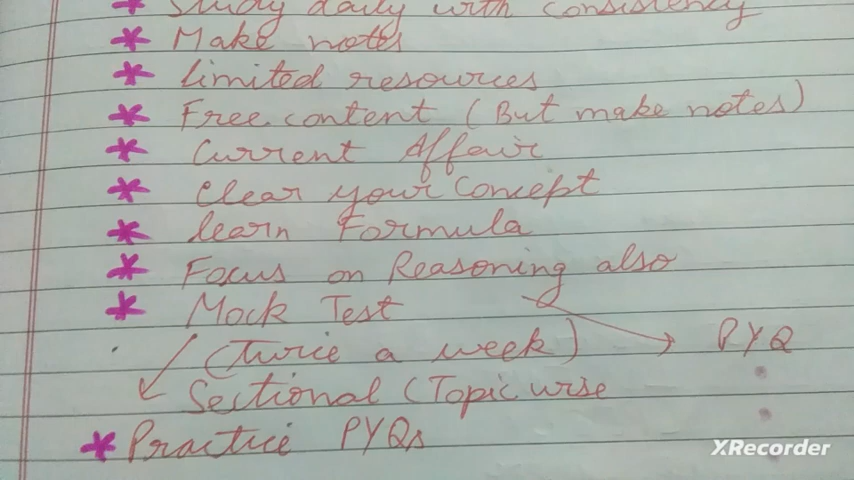 * Study daily with consistency
* Make notes
* limited resources
* Free content (But make notes)
* Current Affair
* Clear your Concept
* learn Formula
* Focus on Reasoning also
* Mock Test
(twice a week) → PYQ
Sectional (Topic wise
* Practice PYQs
XRecorder